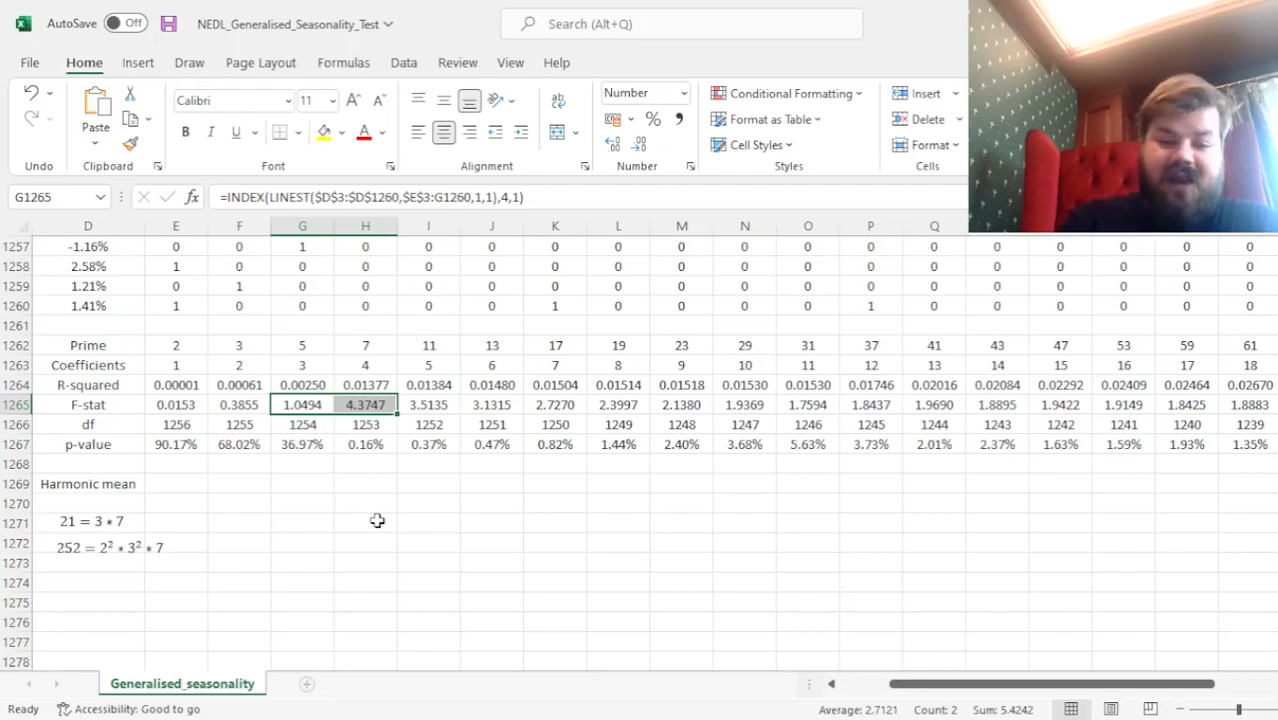 AutoSave Off NEDL_Generalised_Seasonality_Test Search (Alt+Q)
File Home Insert Draw Page Layout Formulas Data Review View Help
Calibri 11 Number Conditional Formatting Insert
Paste Format as Table Delete
Cell Styles Format
Undo Clipboard Font Alignment Number Styles Cells
G1265 fx =INDEX(LINEST($D$3:$D$1260,$E$3:G1260,1,1),4,1)
D E F G H I J K L M N O P Q
1257 -1.16% 0 0 1 0 0 0 0 0 0 0 0 0 0 0 0 0 0
1258 2.58% 1 0 0 0 0 0 0 0 0 0 0 0 0 0 0 0 0
1259 1.21% 0 1 0 0 0 0 0 0 0 0 0 0 0 0 0 0 0
1260 1.41% 1 0 0 0 0 0 1 0 0 0 0 1 0 0 0 0 0
1261
1262 Prime 2 3 5 7 11 13 17 19 23 29 31 37 41 43 47 53 59 61
1263 Coefficients 1 2 3 4 5 6 7 8 9 10 11 12 13 14 15 16 17 18
1264 R-squared 0.00001 0.00061 0.00250 0.01377 0.01384 0.01480 0.01504 0.01514 0.01518 0.01530 0.01530 0.01746 0.02016 0.02084 0.02292 0.02409 0.02464 0.02670
1265 F-stat 0.0153 0.3855 1.0494 4.3747 3.5135 3.1315 2.7270 2.3997 2.1380 1.9369 1.7594 1.8437 1.9690 1.8895 1.9422 1.9149 1.8425 1.8883
1266 df 1256 1255 1254 1253 1252 1251 1250 1249 1248 1247 1246 1245 1244 1243 1242 1241 1240 1239
1267 p-value 90.17% 68.02% 36.97% 0.16% 0.37% 0.47% 0.82% 1.44% 2.40% 3.68% 5.63% 3.73% 2.01% 2.37% 1.63% 1.59% 1.93% 1.35%
1268
1269 Harmonic mean
1270
1271 21 = 3 * 7
1272 252 = 2² * 3² * 7
1273
1274
1275
1276
1277
1278
Generalised_seasonality
Ready Accessibility: Good to go Average: 2.7121 Count: 2 Sum: 5.4242